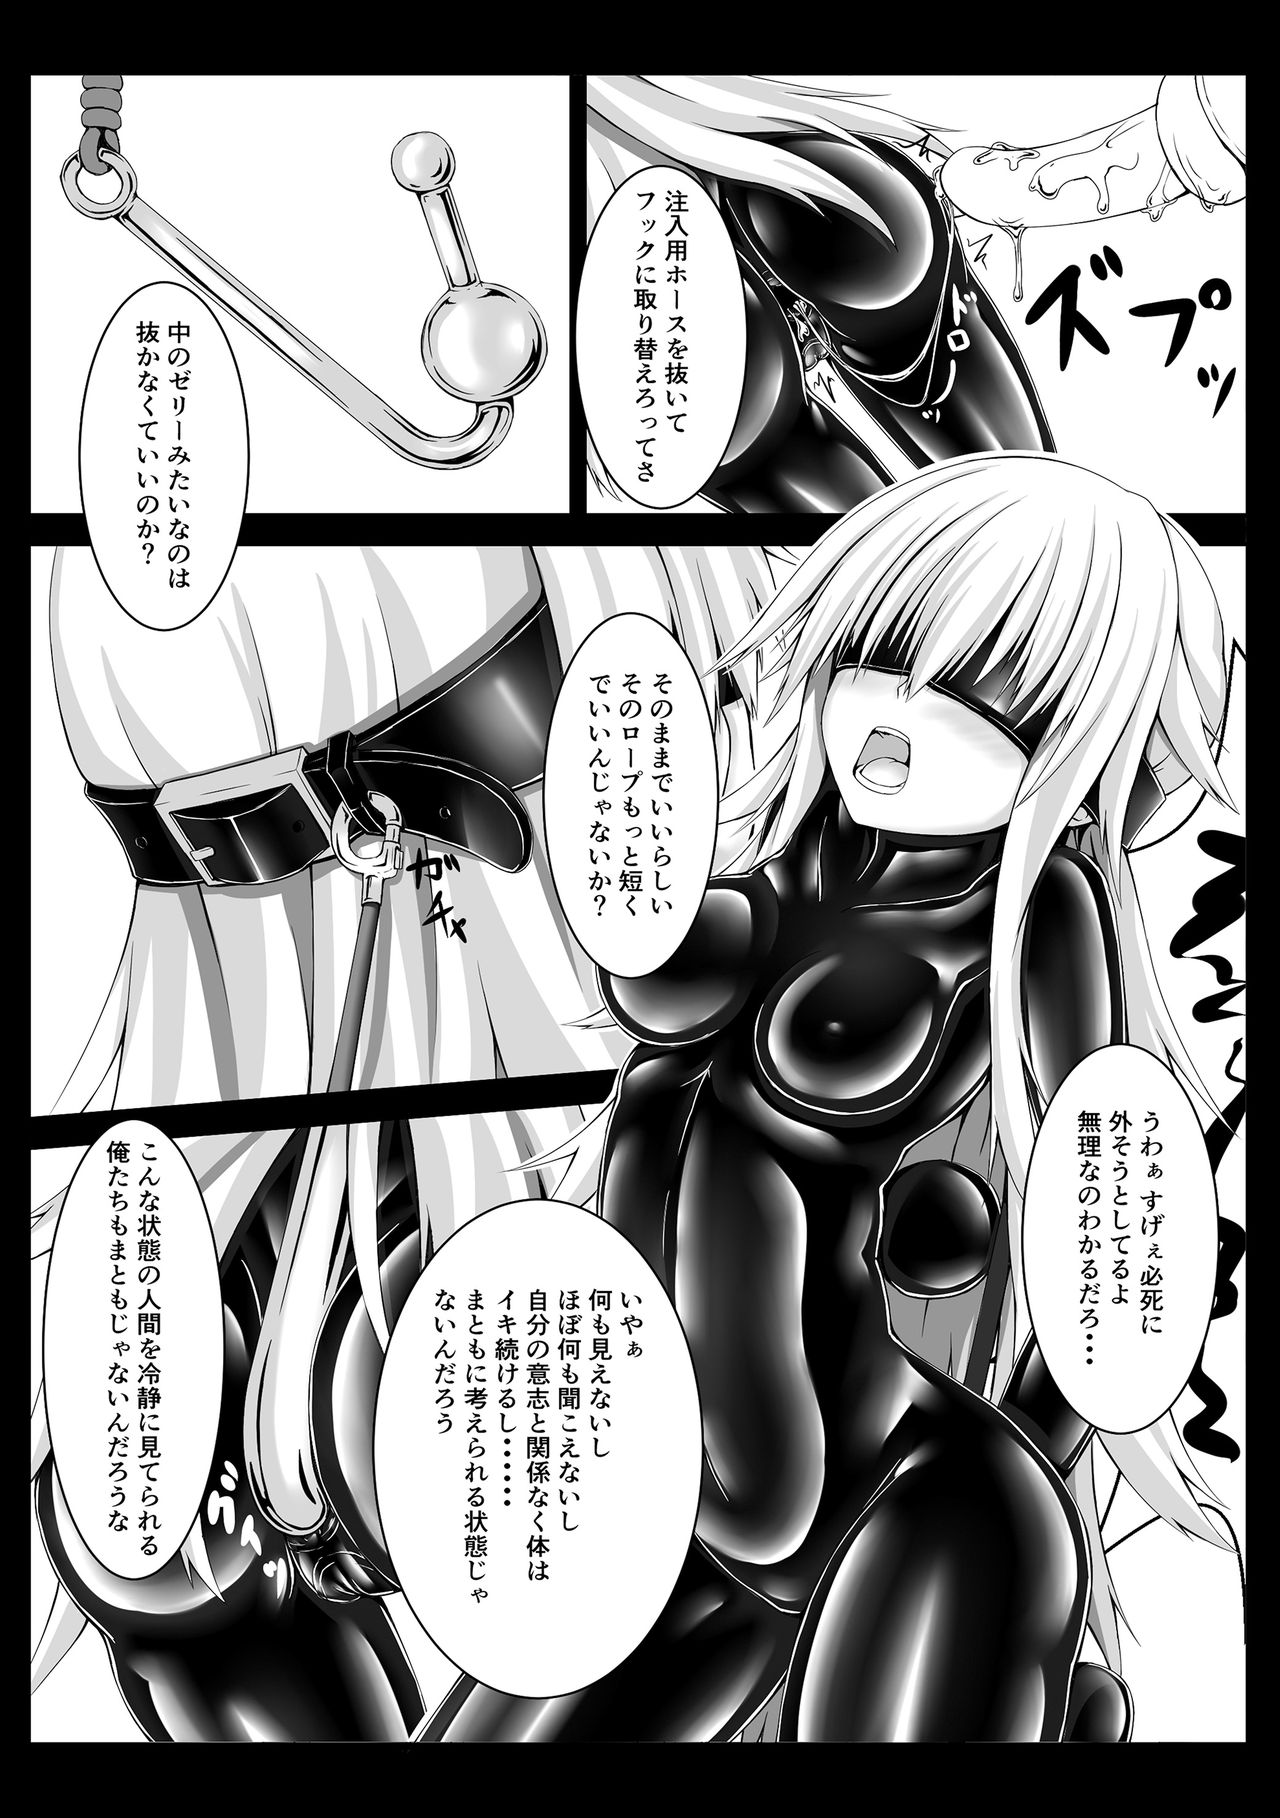 注入用ホースを抜いて
フックに取り替えろってさ
ズプッ
ドロ
ーッ
中のゼリーみたいなのは
抜かなくていいのか？
そのままでいいらしい
そのロープもっと短く
でいいんじゃないか？
ガチャ
うわぁ すげぇ必死に
外そうとしてるよ
無理なのわかるだろ・・・
いやぁ
何も見えないし
ほぼ何も聞こえないし
自分の意志と関係なく体は
イキ続けるし・・・・・
まともに考えられる状態じゃ
ないんだろう
こんな状態の人間を冷静に見てられる
俺たちもまともじゃないんだろうな
グイッ